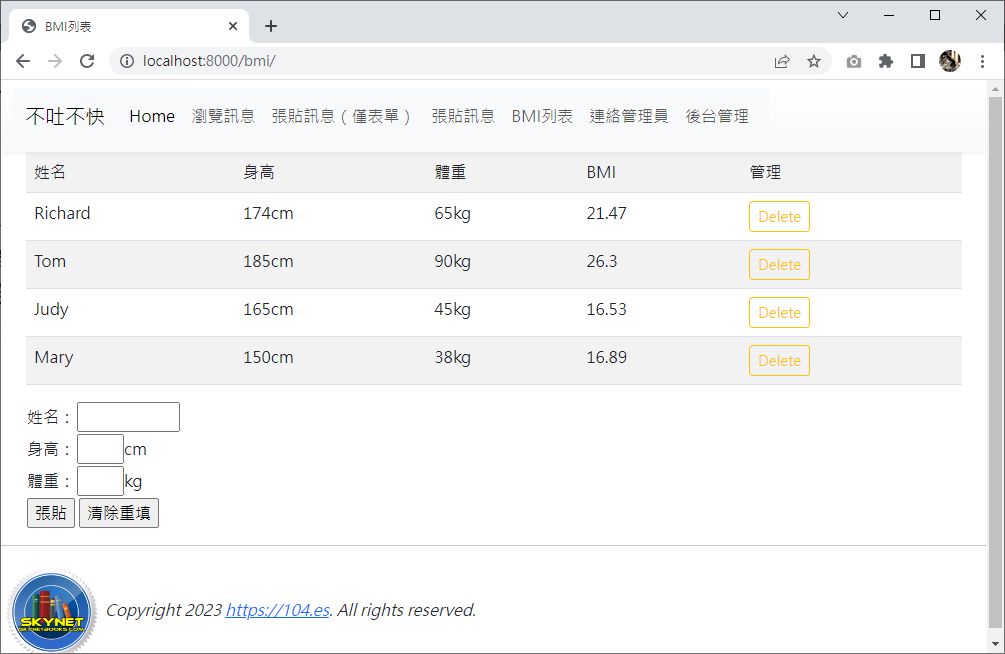 BMI列表
localhost:8000/bmi/
不吐不快 Home 瀏覽訊息 張貼訊息（僅表單） 張貼訊息 BMI列表 連絡管理員 後台管理
姓名 身高 體重 BMI 管理
Richard 174cm 65kg 21.47 Delete
Tom 185cm 90kg 26.3 Delete
Judy 165cm 45kg 16.53 Delete
Mary 150cm 38kg 16.89 Delete
姓名：
身高： cm
體重： kg
張貼 清除重填
SKYNET
SKYNETBOOKS.COM
Copyright 2023 https://104.es. All rights reserved.